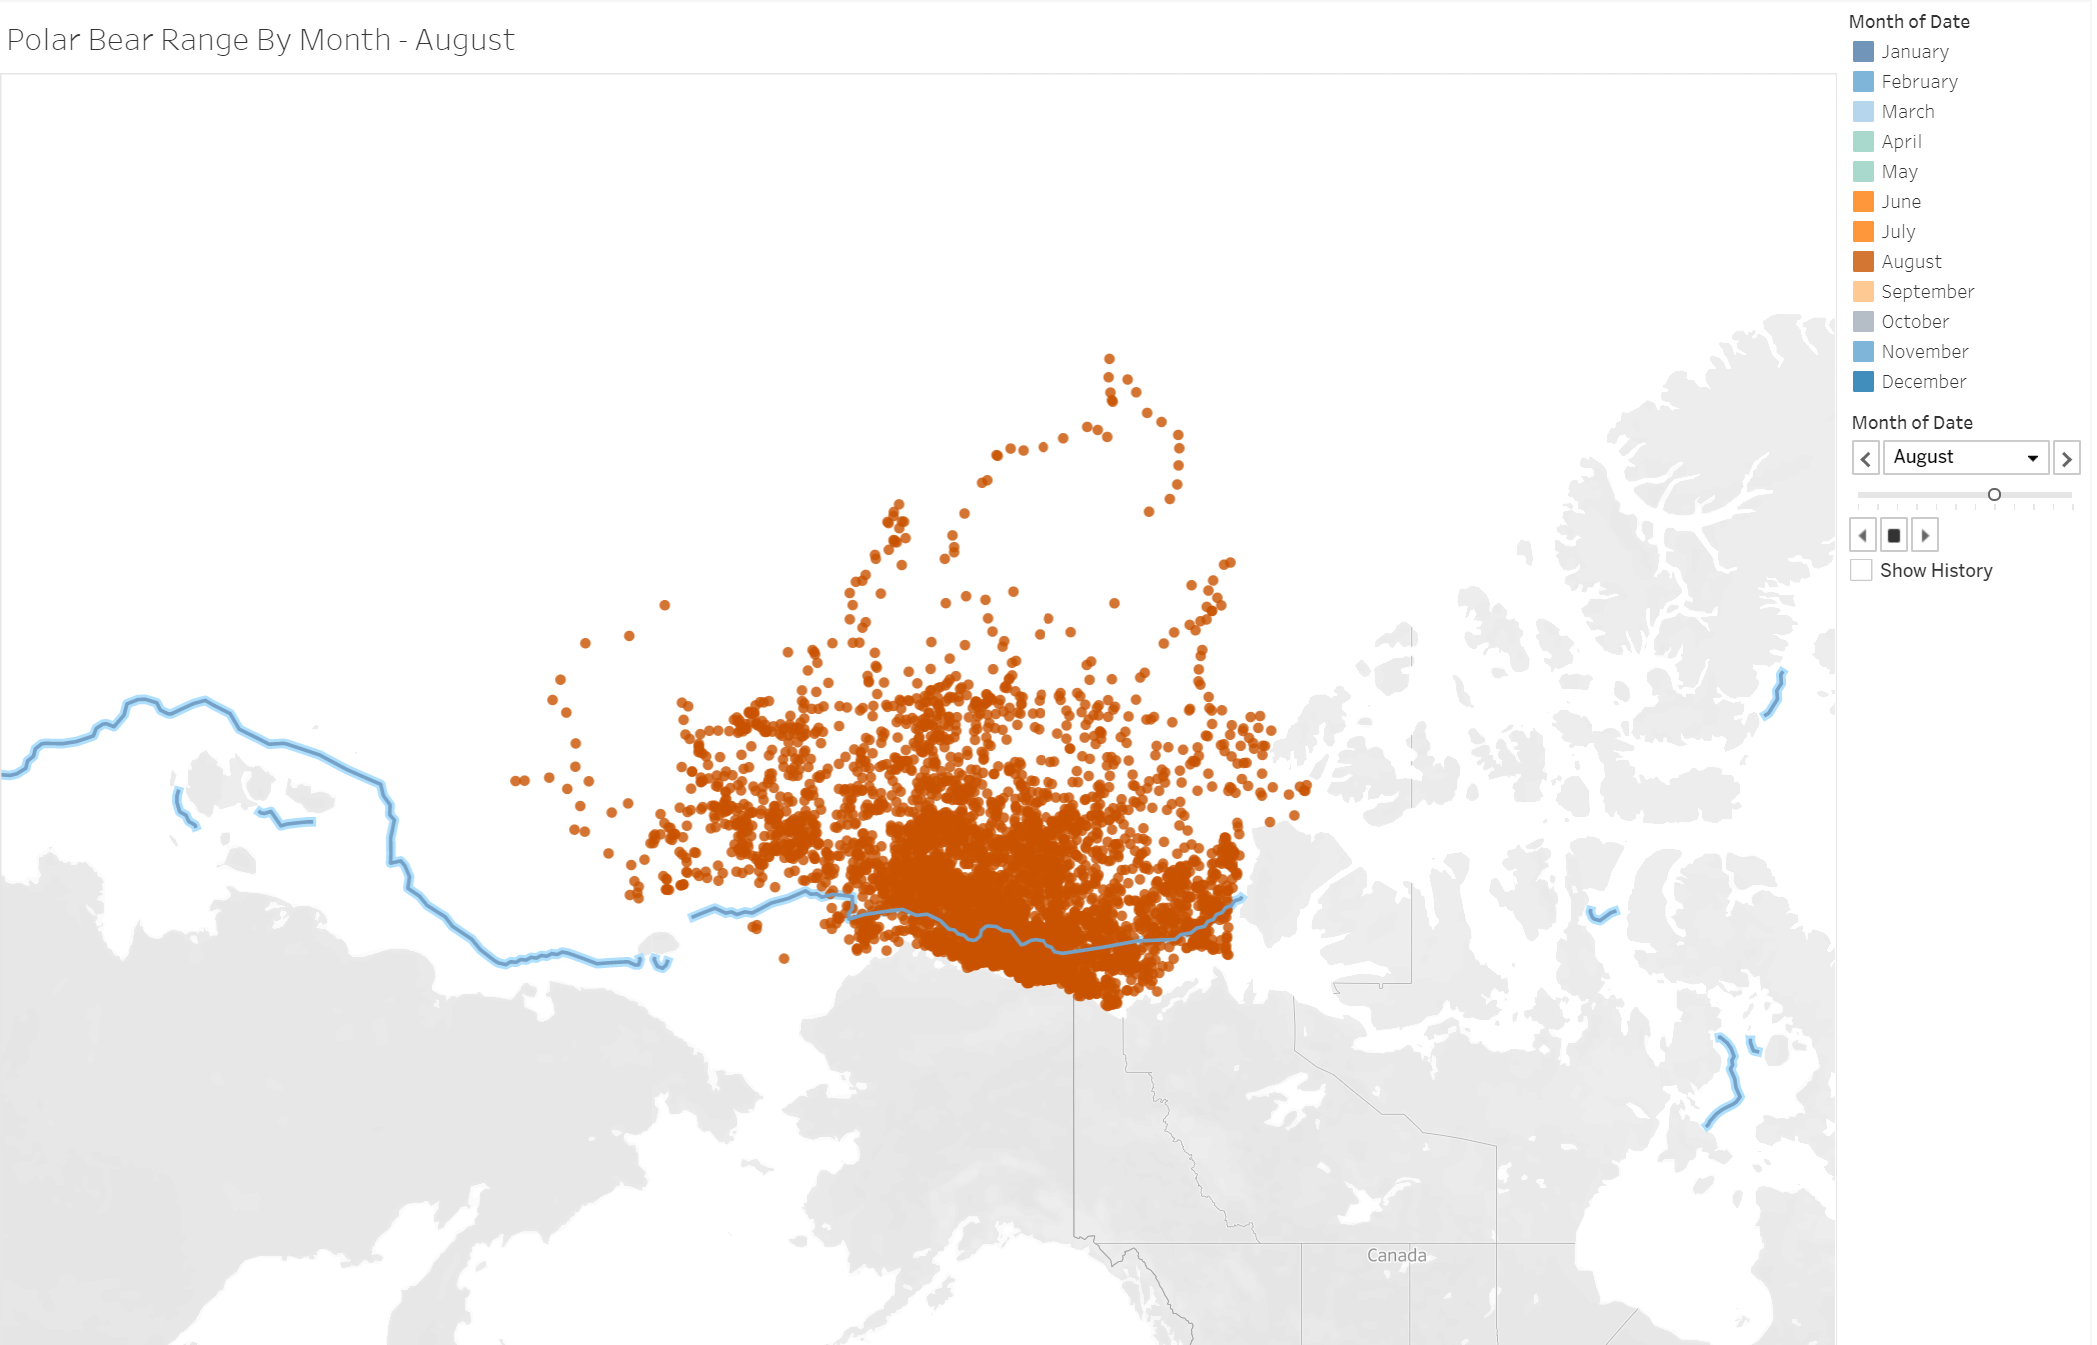 Polar Bear Range By Month - August
Month of Date
January
February
March
April
May
June
July
August
September
October
November
December
Month of Date
August
Show History
Canada